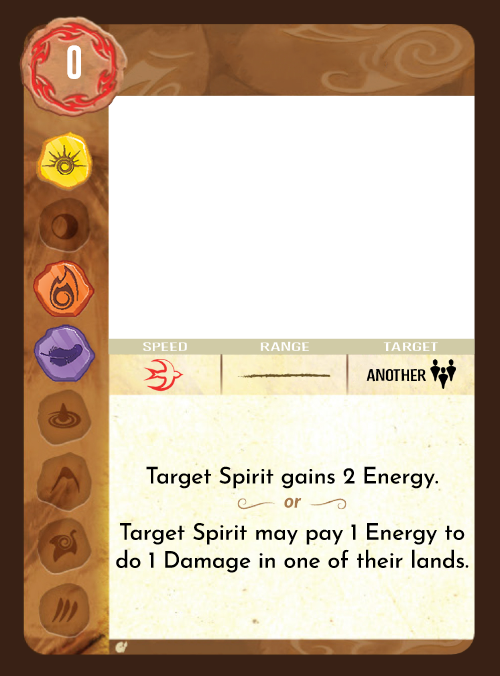 0
SPEED RANGE TARGET
ANOTHER
Target Spirit gains 2 Energy.
or
Target Spirit may pay 1 Energy to
do 1 Damage in one of their lands.